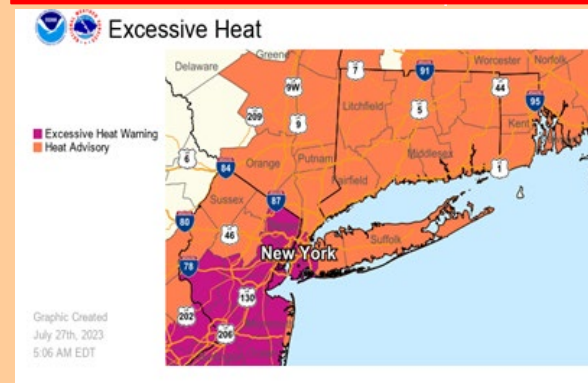 Excessive Heat
Excessive Heat Warning
Heat Advisory
Graphic Created
July 27th, 2023
5:06 AM EDT
Delaware
Greene
7
91
Worcester
Norfolk
9W
44
Litchfield
209
9
5
95
Kent
6
Orange
Putnam
Middlesex
84
Fairfield
1
Sussex
87
80
46
New York
Suffolk
78
130
202
206